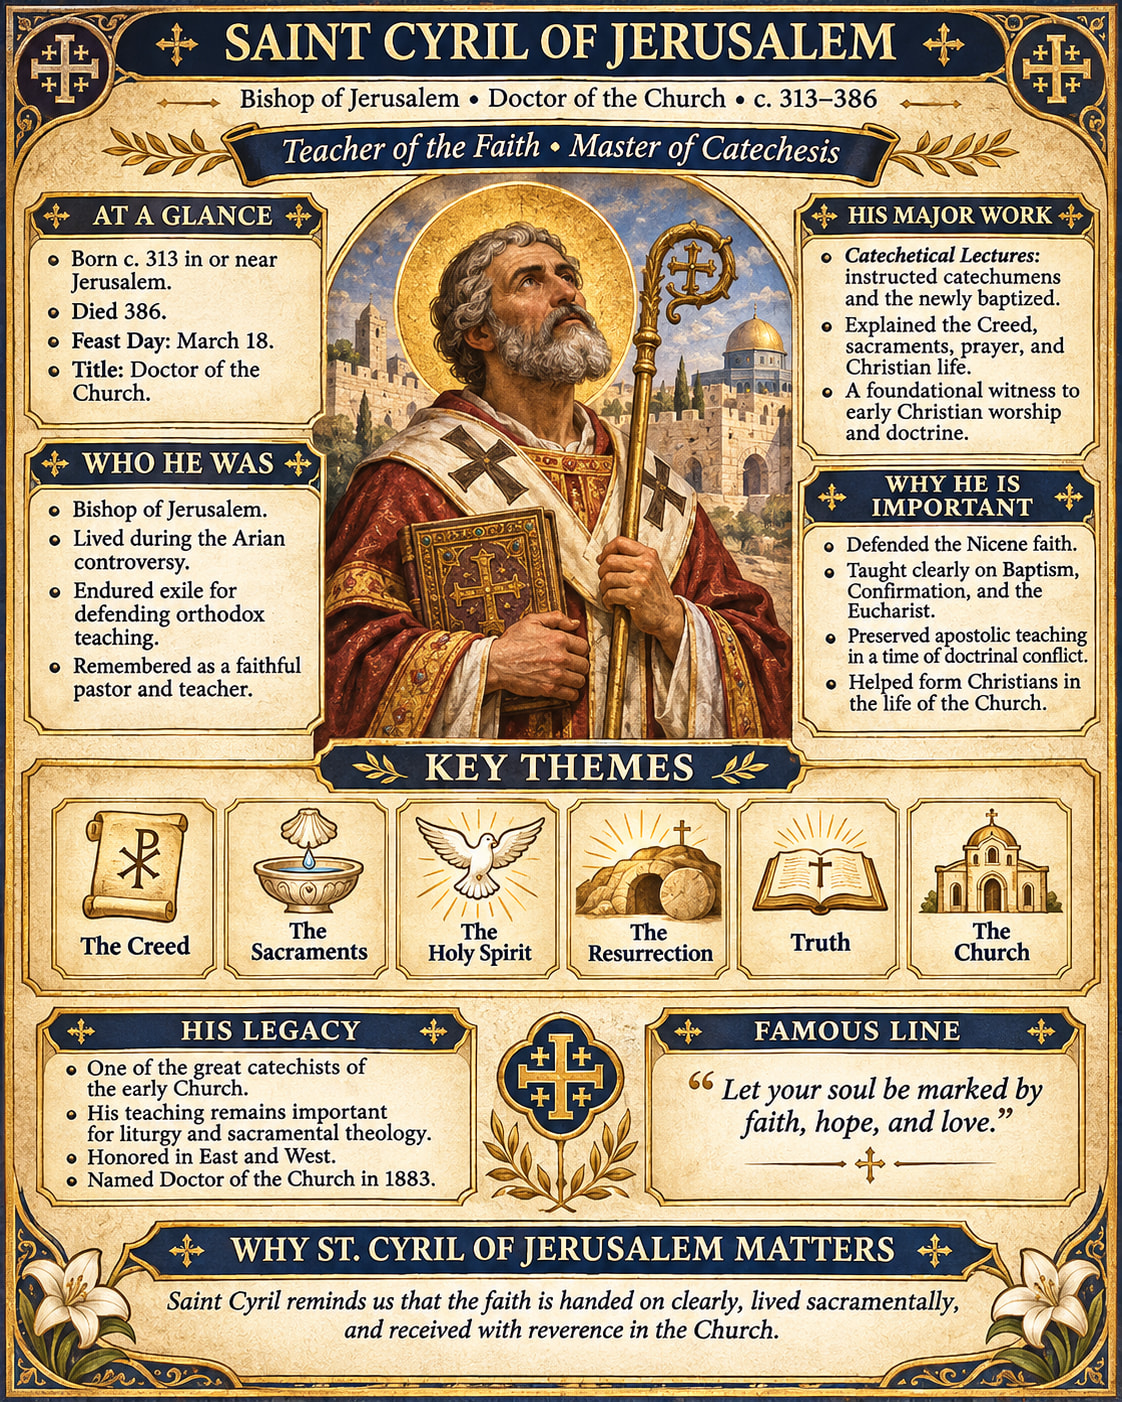 SAINT CYRIL OF JERUSALEM
Bishop of Jerusalem • Doctor of the Church • c. 313–386
Teacher of the Faith • Master of Catechesis
AT A GLANCE
• Born c. 313 in or near
Jerusalem.
• Died 386.
• Feast Day: March 18.
• Title: Doctor of the
Church.
WHO HE WAS
• Bishop of Jerusalem.
• Lived during the Arian
controversy.
• Endured exile for
defending orthodox
teaching.
• Remembered as a faithful
pastor and teacher.
HIS MAJOR WORK
• Catechetical Lectures:
instructed catechumens
and the newly baptized.
• Explained the Creed,
sacraments, prayer, and
Christian life.
• A foundational witness to
early Christian worship
and doctrine.
WHY HE IS
IMPORTANT
• Defended the Nicene faith.
• Taught clearly on Baptism,
Confirmation, and the
Eucharist.
• Preserved apostolic teaching
in a time of doctrinal conflict.
• Helped form Christians in
the life of the Church.
KEY THEMES
The Creed
The
Sacraments
The
Holy Spirit
The
Resurrection
Truth
The
Church
HIS LEGACY
• One of the great catechists of
the early Church.
• His teaching remains important
for liturgy and sacramental theology.
• Honored in East and West.
• Named Doctor of the Church in 1883.
FAMOUS LINE
“Let your soul be marked by
faith, hope, and love.”
WHY ST. CYRIL OF JERUSALEM MATTERS
Saint Cyril reminds us that the faith is handed on clearly, lived sacramentally,
and received with reverence in the Church.